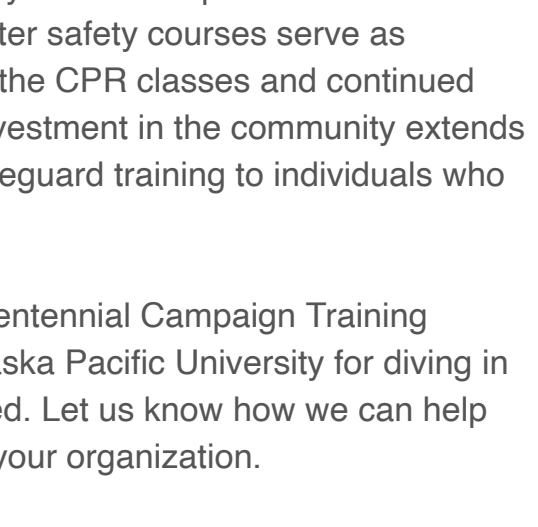 ter safety courses serve as
the CPR classes and continued
vestment in the community extends
eguard training to individuals who
entennial Campaign Training
ska Pacific University for diving in
ed. Let us know how we can help
your organization.